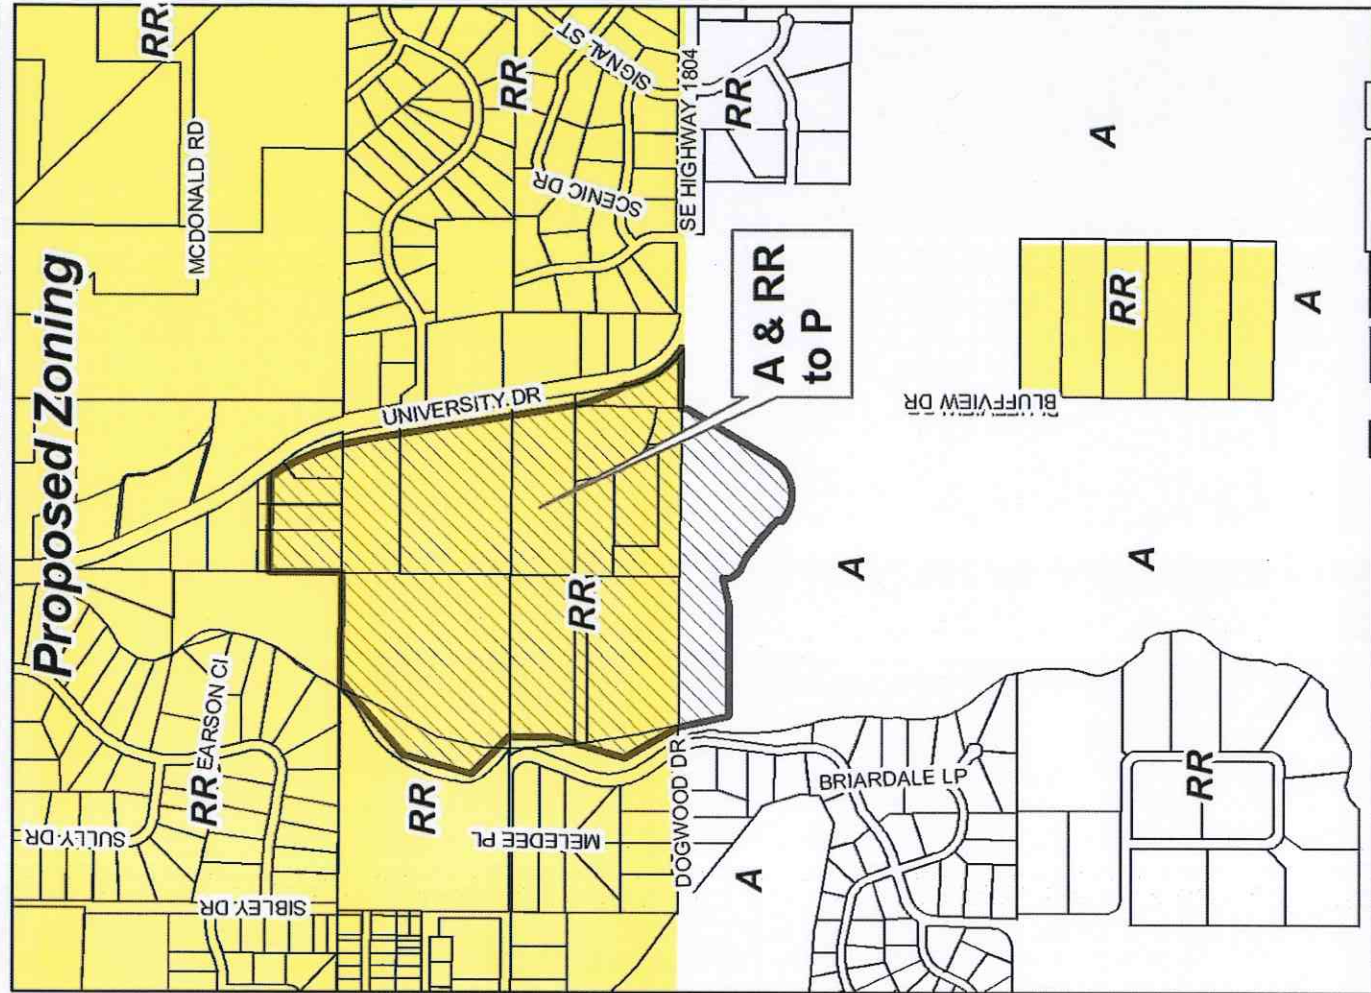 Proposed Zoning
RR
MCDONALD RD
RR
SIGNAL ST
SCENIC DR
SE HIGHWAY 1804
RR
A
UNIVERSITY DR
A & RR
to P
BLUFFVIEW DR
RR
A
RR
A
A
EARSON CI
RR
SULLY DR
SIBLEY DR
RR
MELEDEE PL
DOGWOOD DR
BRIARDALE LP
A
RR